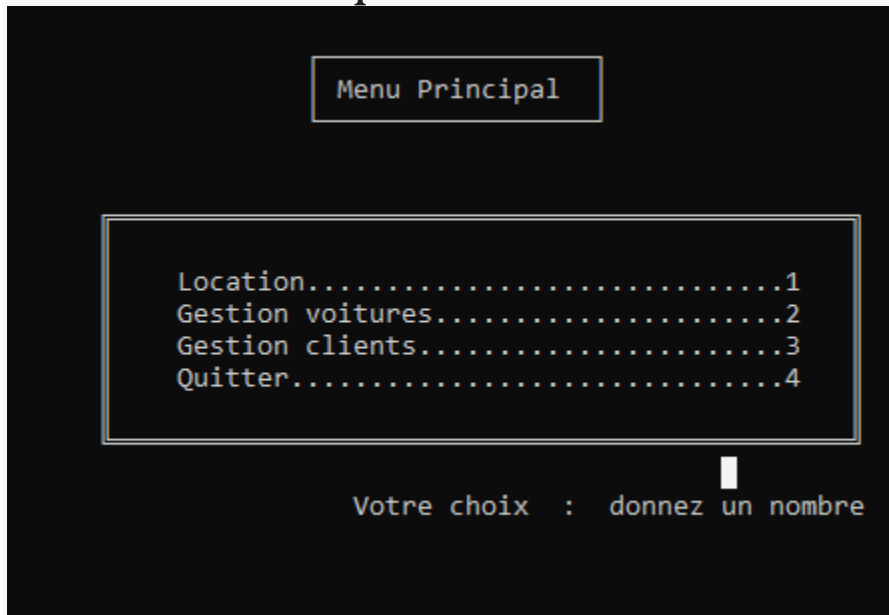 Menu Principal
Location..............................1
Gestion voitures......................2
Gestion clients.......................3
Quitter...............................4
Votre choix  :  donnez un nombre